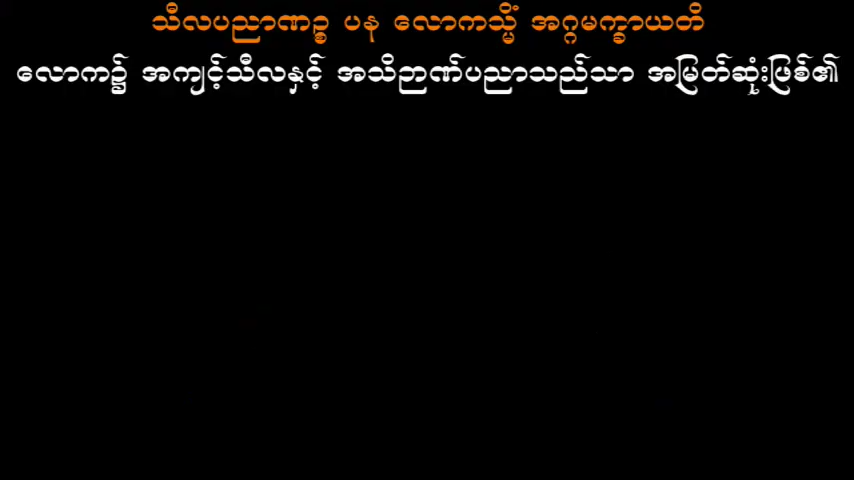 သီလပညာဏဉ္စ ပန လောကသ္မိံ အဂ္ဂမက္ခာယတိ
လောက၌ အကျင့်သီလနှင့် အသိဉာဏ်ပညာသည်သာ အမြတ်ဆုံးဖြစ်၏